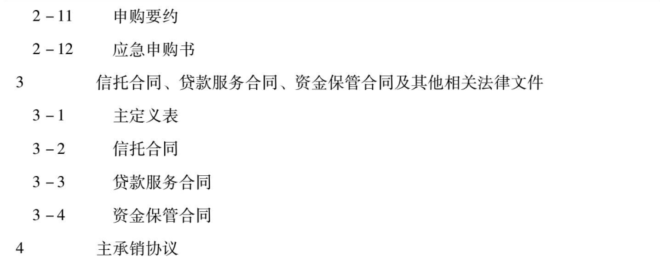 2-11 申购要约
2-12 应急申购书
3 信托合同、贷款服务合同、资金保管合同及其他相关法律文件
3-1 主定义表
3-2 信托合同
3-3 贷款服务合同
3-4 资金保管合同
4 主承销协议